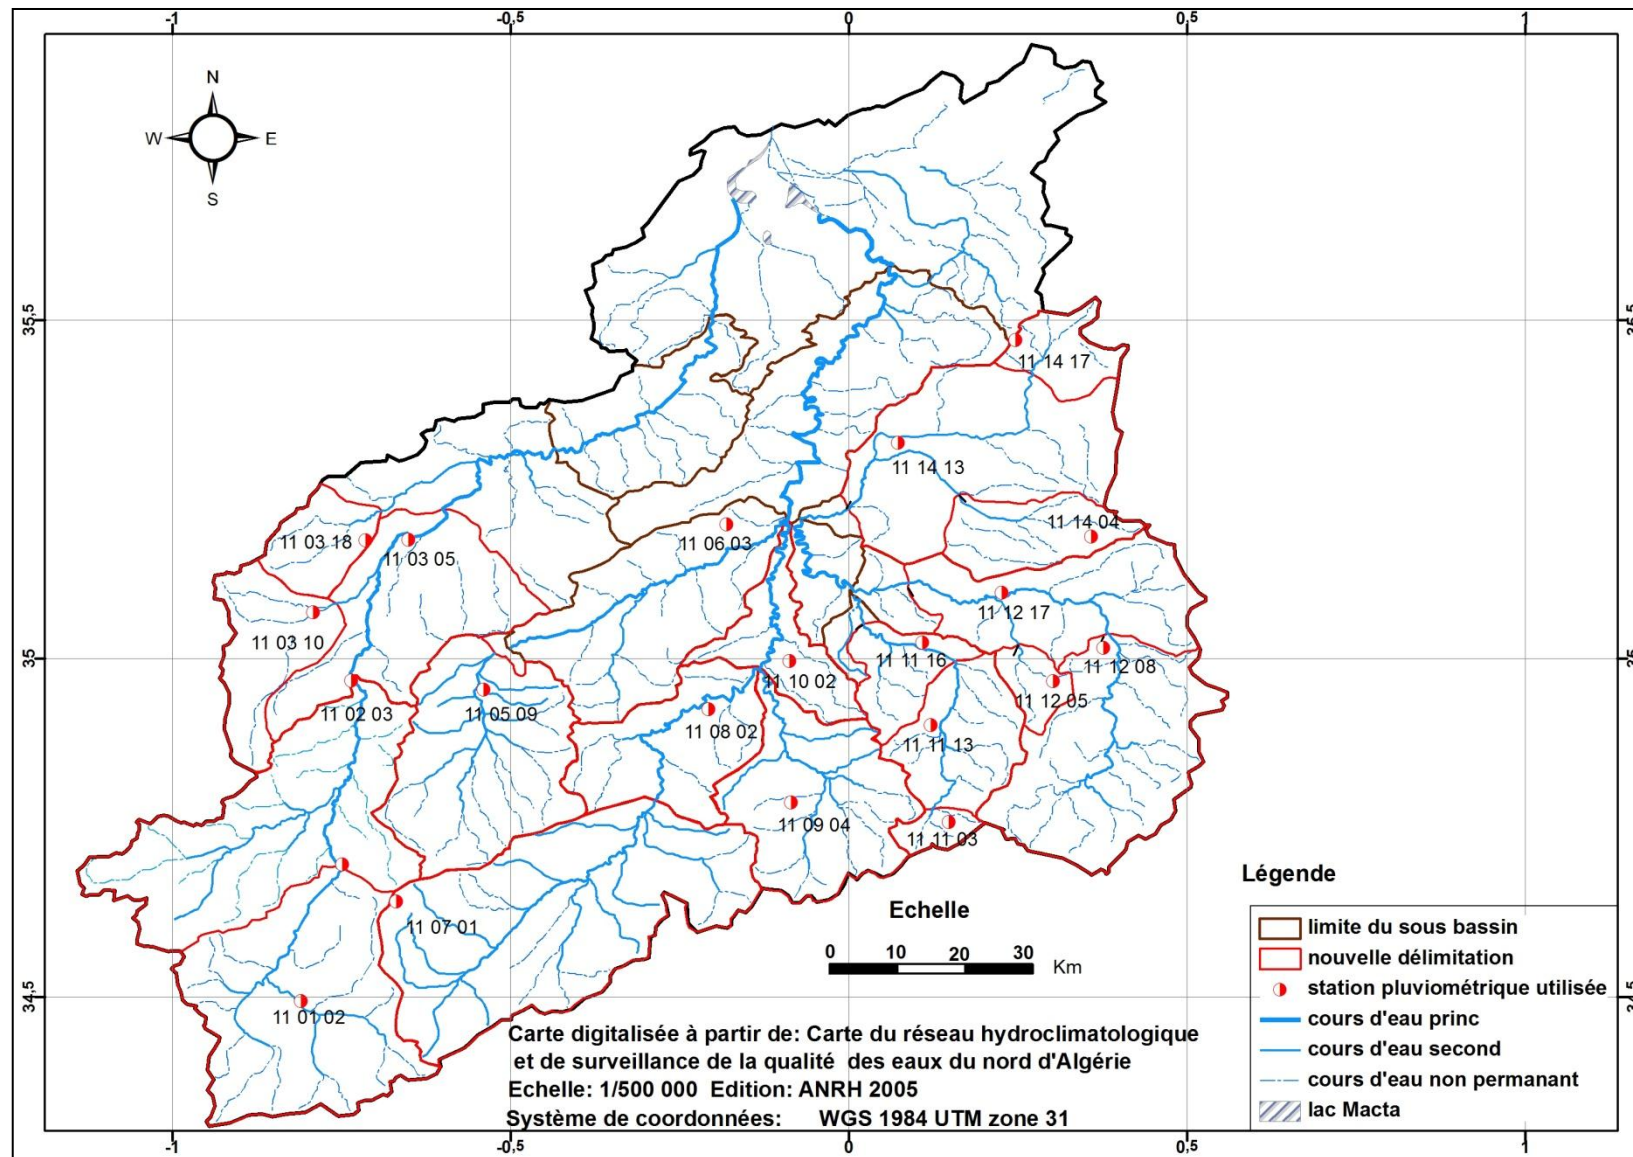 -1
-0,5
0
0,5
1
N
W
E
S
35,5
35,5
11 14 17
11 14 13
11 14 04
11 06 03
11 03 18
11 03 05
11 12 17
11 03 10
35
11 11 16
11 12 08
11 10 02
11 12 05
11 02 03
11 05 09
11 08 02
11 11 13
11 09 04
11 11 03
11 07 01
11 01 02
34,5
34,5
Echelle
0 10 20 30
Km
Légende
limite du sous bassin
nouvelle délimitation
station pluviométrique utilisée
cours d'eau princ
cours d'eau second
cours d'eau non permanant
lac Macta
Carte digitalisée à partir de: Carte du réseau hydroclimatologique
et de surveillance de la qualité des eaux du nord d'Algérie
Echelle: 1/500 000 Edition: ANRH 2005
Système de coordonnées: WGS 1984 UTM zone 31
-1
-0,5
0
0,5
1